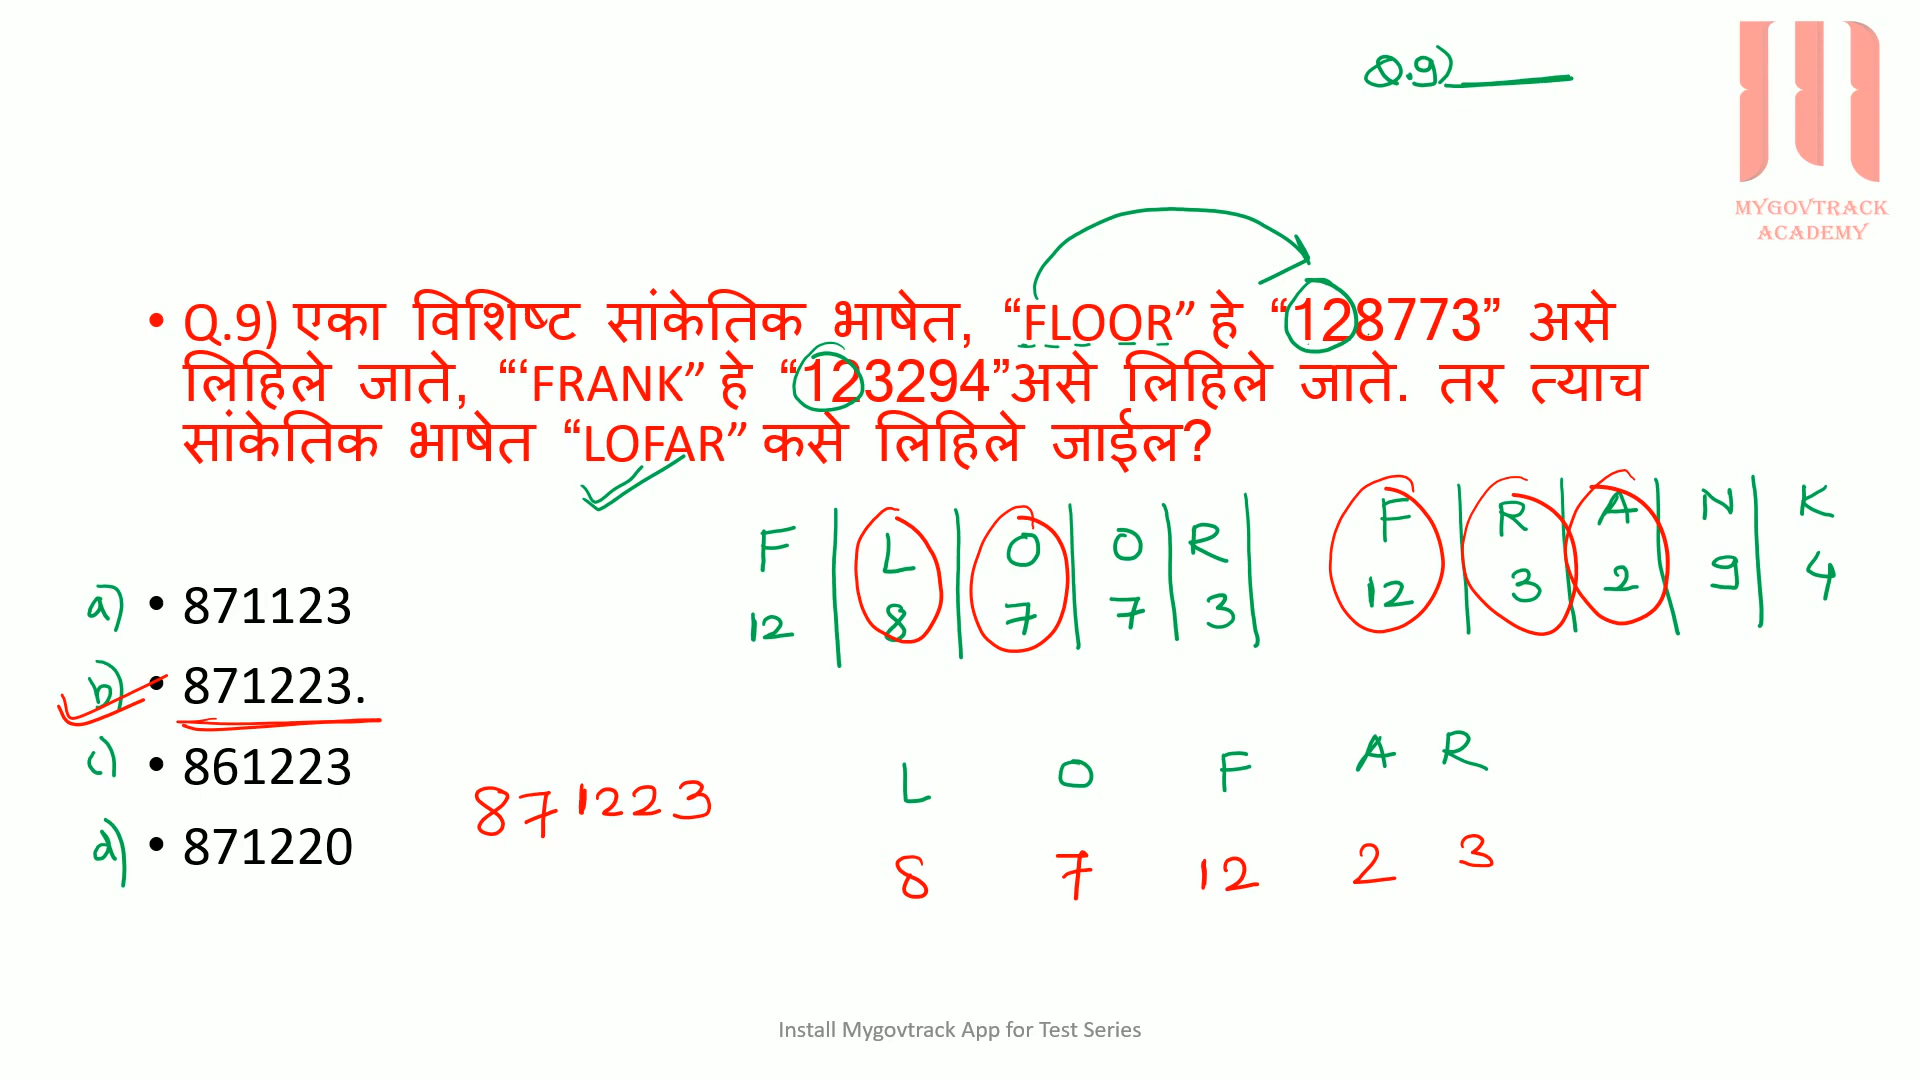 Q.9)
MYGOVTRACK
ACADEMY
• Q.9) एका विशिष्ट सांकेतिक भाषेत, “FLOOR” हे “128773” असे
लिहिले जाते, “‘FRANK” हे “123294”असे लिहिले जाते. तर त्याच
सांकेतिक भाषेत “LOFAR” कसे लिहिले जाईल?
F L O O R
12 8 7 7 3
F R A N K
12 3 2 9 4
a) • 871123
b) • 871223.
c) • 861223
d) • 871220
871223
L O F A R
8 7 12 2 3
Install Mygovtrack App for Test Series